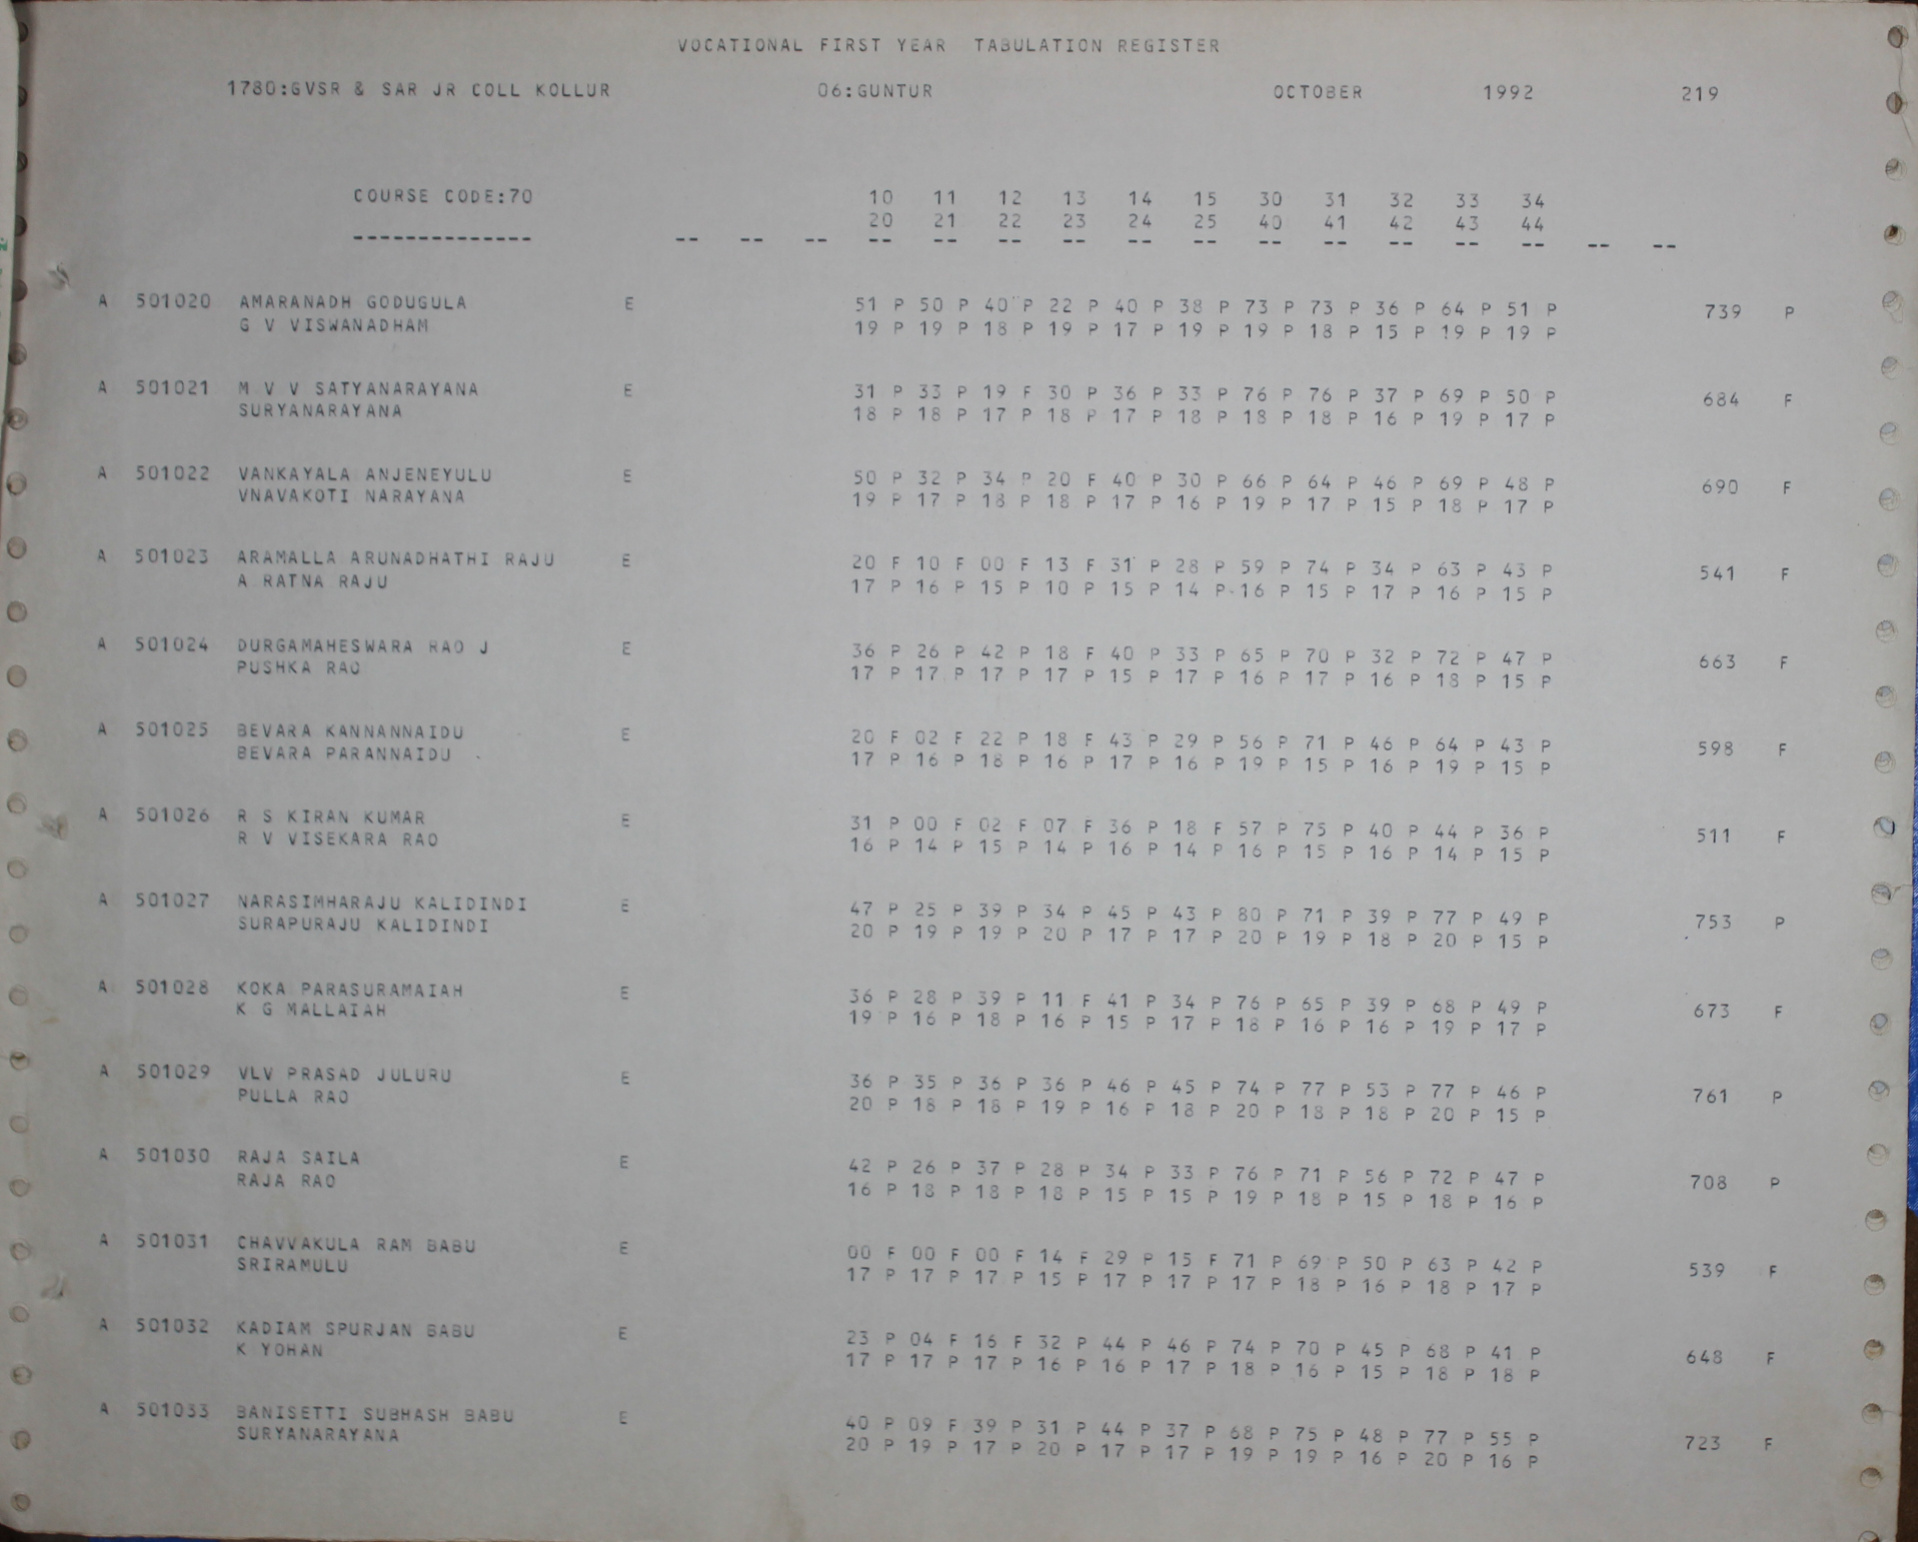 VOCATIONAL FIRST YEAR TABULATION REGISTER
1780:GVSR & SAR JR COLL KOLLUR 06:GUNTUR OCTOBER 1992 219
COURSE CODE:70 10 11 12 13 14 15 30 31 32 33 34
20 21 22 23 24 25 40 41 42 43 44
-------------- -- -- -- -- -- -- -- -- -- -- -- -- -- -- -- --
A 501020 AMARANADH GODUGULA E 51 P 50 P 40 P 22 P 40 P 38 P 73 P 73 P 36 P 64 P 51 P 739 P
G V VISWANADHAM 19 P 19 P 18 P 19 P 17 P 19 P 19 P 18 P 15 P 19 P 19 P
A 501021 M V V SATYANARAYANA E 31 P 33 P 19 F 30 P 36 P 33 P 76 P 76 P 37 P 69 P 50 P 684 F
SURYANARAYANA 18 P 18 P 17 P 18 P 17 P 18 P 18 P 18 P 16 P 19 P 17 P
A 501022 VANKAYALA ANJENEYULU E 50 P 32 P 34 P 20 F 40 P 30 P 66 P 64 P 46 P 69 P 48 P 690 F
VNAVAKOTI NARAYANA 19 P 17 P 18 P 18 P 17 P 16 P 19 P 17 P 15 P 18 P 17 P
A 501023 ARAMALLA ARUNADHATHI RAJU E 20 F 10 F 00 F 13 F 31 P 28 P 59 P 74 P 34 P 63 P 43 P 541 F
A RATNA RAJU 17 P 16 P 15 P 10 P 15 P 14 P 16 P 15 P 17 P 16 P 15 P
A 501024 DURGAMAHESWARA RAO J E 36 P 26 P 42 P 18 F 40 P 33 P 65 P 70 P 32 P 72 P 47 P 663 F
PUSHKA RAO 17 P 17 P 17 P 17 P 15 P 17 P 16 P 17 P 16 P 18 P 15 P
A 501025 BEVARA KANNANNAIDU E 20 F 02 F 22 P 18 F 43 P 29 P 56 P 71 P 46 P 64 P 43 P 598 F
BEVARA PARANNAIDU 17 P 16 P 18 P 16 P 17 P 16 P 19 P 15 P 16 P 19 P 15 P
A 501026 R S KIRAN KUMAR E 31 P 00 F 02 F 07 F 36 P 18 F 57 P 75 P 40 P 44 P 36 P 511 F
R V VISEKARA RAO 16 P 14 P 15 P 14 P 16 P 14 P 16 P 15 P 16 P 14 P 15 P
A 501027 NARASIMHARAJU KALIDINDI E 47 P 25 P 39 P 34 P 45 P 43 P 80 P 71 P 39 P 77 P 49 P 753 P
SURAPURAJU KALIDINDI 20 P 19 P 19 P 20 P 17 P 17 P 20 P 19 P 18 P 20 P 15 P
A 501028 KOKA PARASURAMAIAH E 36 P 28 P 39 P 11 F 41 P 34 P 76 P 65 P 39 P 68 P 49 P 673 F
K G MALLAIAH 19 P 16 P 18 P 16 P 15 P 17 P 18 P 16 P 16 P 19 P 17 P
A 501029 VLV PRASAD JULURU E 36 P 35 P 36 P 36 P 46 P 45 P 74 P 77 P 53 P 77 P 46 P 761 P
PULLA RAO 20 P 18 P 18 P 19 P 16 P 18 P 20 P 18 P 18 P 20 P 15 P
A 501030 RAJA SAILA E 42 P 26 P 37 P 28 P 34 P 33 P 76 P 71 P 56 P 72 P 47 P 708 P
RAJA RAO 16 P 18 P 18 P 18 P 15 P 15 P 19 P 18 P 15 P 18 P 16 P
A 501031 CHAVVAKULA RAM BABU E 00 F 00 F 00 F 14 F 29 P 15 F 71 P 69 P 50 P 63 P 42 P 539 F
SRIRAMULU 17 P 17 P 17 P 15 P 17 P 17 P 17 P 18 P 16 P 18 P 17 P
A 501032 KADIAM SPURJAN BABU E 23 P 04 F 16 F 32 P 44 P 46 P 74 P 70 P 45 P 68 P 41 P 648 F
K YOHAN 17 P 17 P 17 P 16 P 16 P 17 P 18 P 16 P 15 P 18 P 18 P
A 501033 BANISETTI SUBHASH BABU E 40 P 09 F 39 P 31 P 44 P 37 P 68 P 75 P 48 P 77 P 55 P 723 F
SURYANARAYANA 20 P 19 P 17 P 20 P 17 P 17 P 19 P 19 P 16 P 20 P 16 P